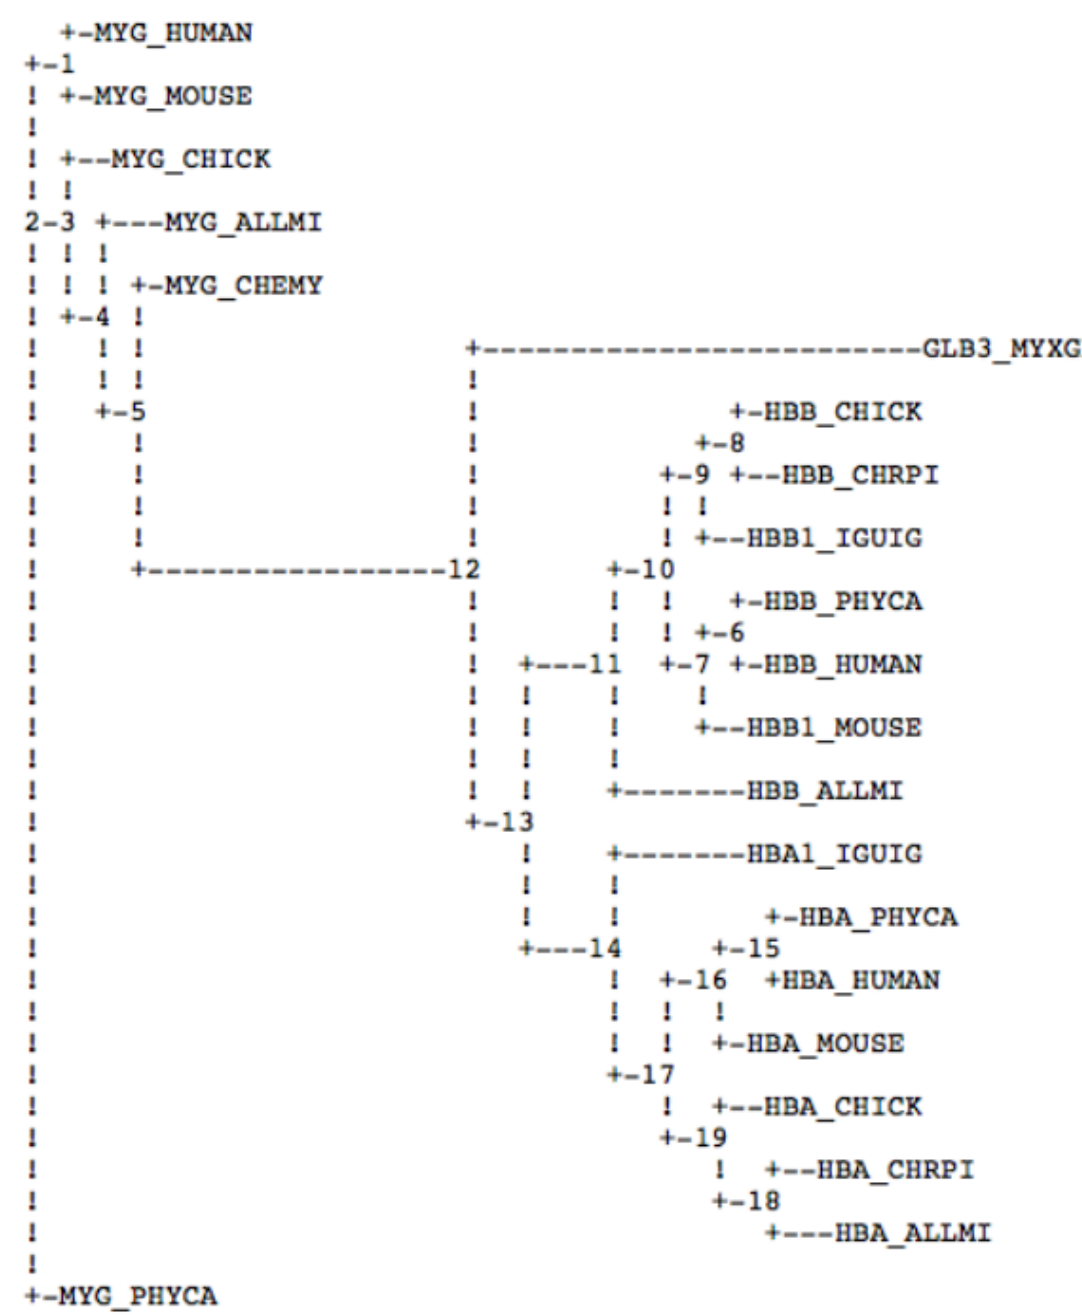 +-MYG_HUMAN
+-1
! +-MYG_MOUSE
!
! +--MYG_CHICK
! !
2-3 +---MYG_ALLMI
! ! !
! ! ! +-MYG_CHEMY
! +-4 !
!   ! !                  +-------------------------GLB3_MYXG
!   ! !                  !
!   +-5                  !              +-HBB_CHICK
!     !                  !            +-8
!     !                  !          +-9 +--HBB_CHRPI
!     !                  !          ! !
!     !                  !          ! +--HBB1_IGUIG
!     +-----------------12       +-10
!                        !       !  !   +-HBB_PHYCA
!                        !       !  ! +-6
!                        !  +---11  +-7 +-HBB_HUMAN
!                        !  !    !    !
!                        !  !    !    +--HBB1_MOUSE
!                        !  !    !
!                        !  !    +-------HBB_ALLMI
!                        +-13
!                           !    +-------HBA1_IGUIG
!                           !    !
!                           !    !        +-HBA_PHYCA
!                           +---14     +-15
!                                !  +-16  +HBA_HUMAN
!                                !  !  !
!                                !  !  +-HBA_MOUSE
!                                +-17
!                                   !  +--HBA_CHICK
!                                   +-19
!                                      !  +--HBA_CHRPI
!                                      +-18
!                                         +---HBA_ALLMI
!
+-MYG_PHYCA